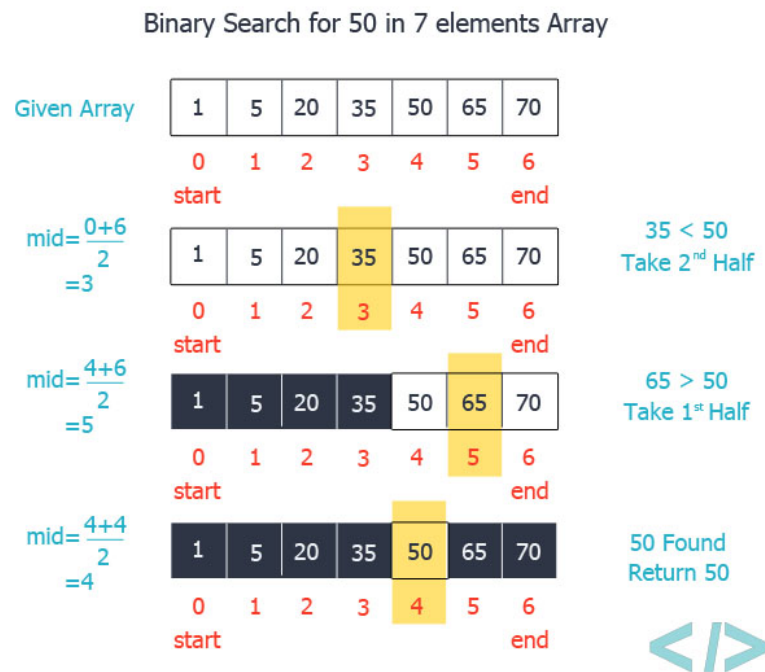 Binary Search for 50 in 7 elements Array
Given Array 1 5 20 35 50 65 70
0 1 2 3 4 5 6
start end
mid= 0+6
2
=3
1 5 20 35 50 65 70
35 < 50
Take 2nd Half
0 1 2 3 4 5 6
start end
mid= 4+6
2
=5
1 5 20 35 50 65 70
65 > 50
Take 1st Half
0 1 2 3 4 5 6
start end
mid= 4+4
2
=4
1 5 20 35 50 65 70
50 Found
Return 50
0 1 2 3 4 5 6
start end
</>